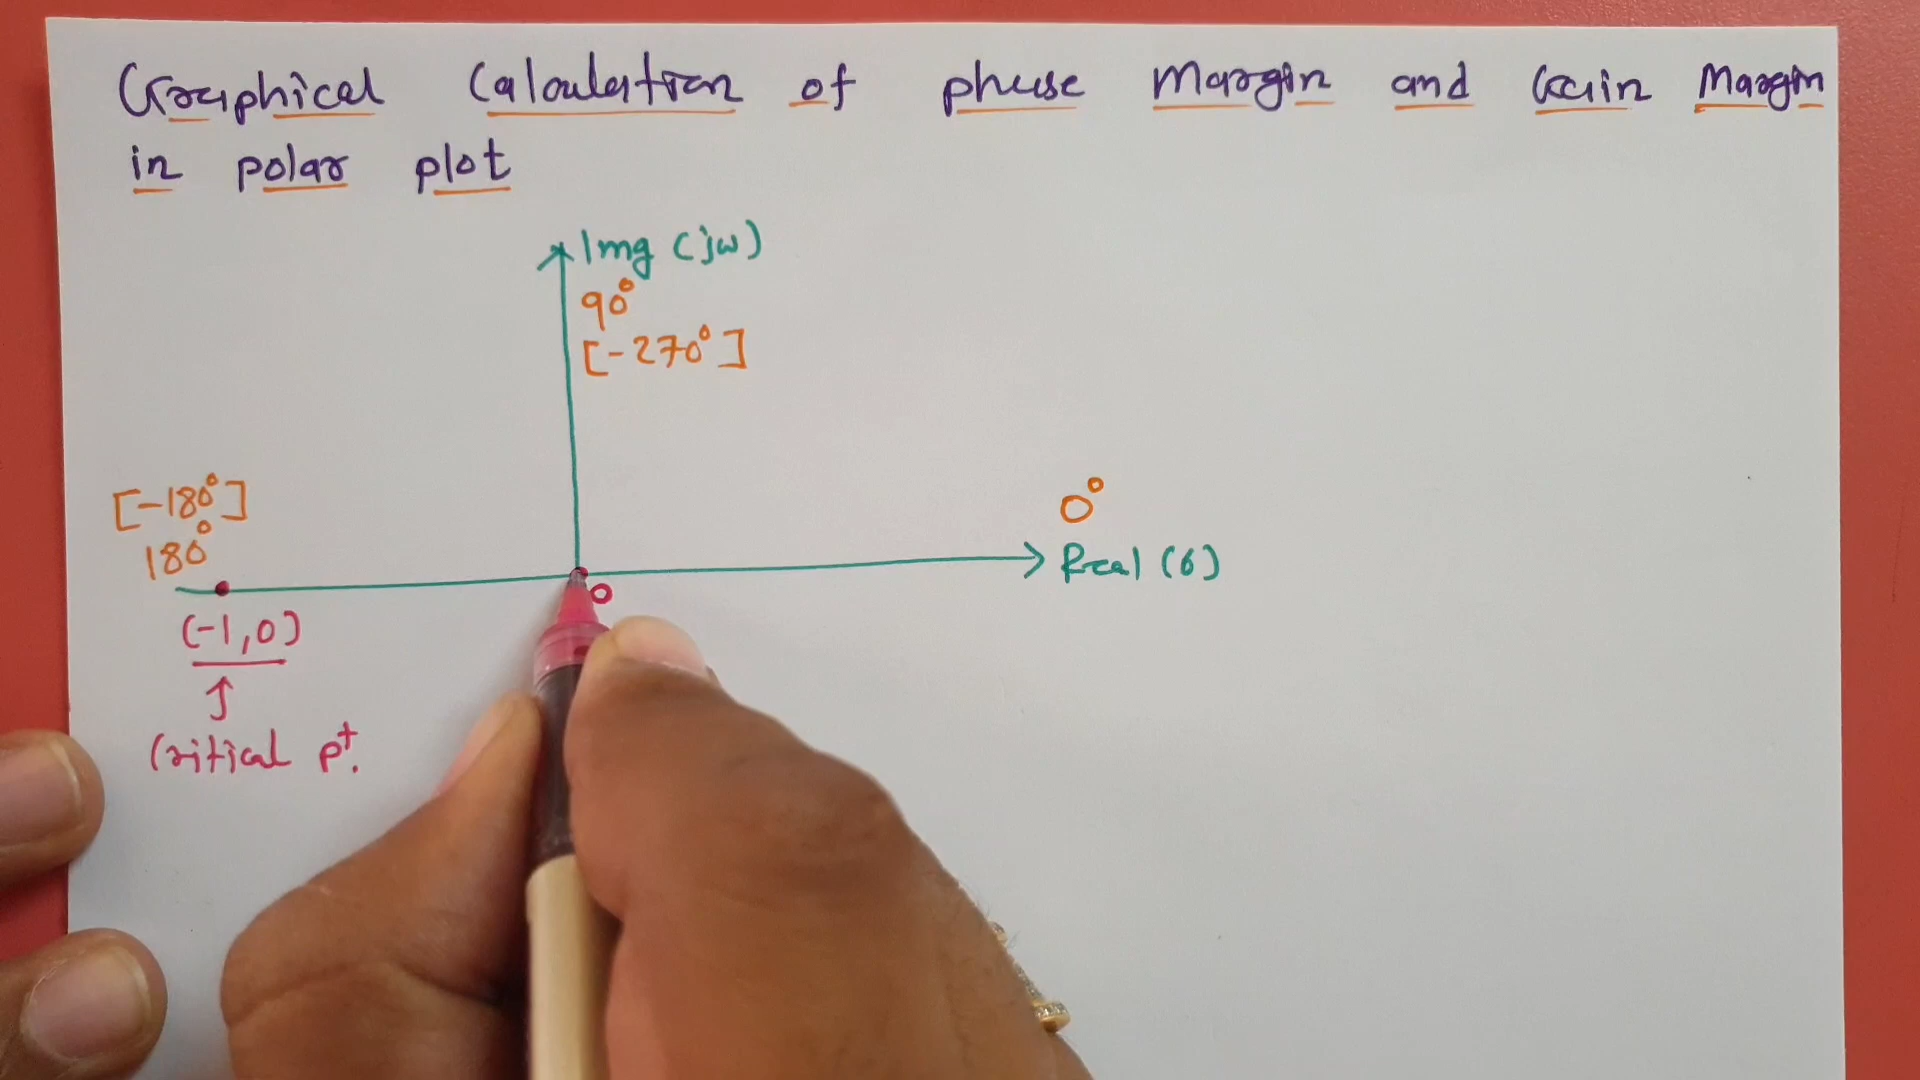 Graphical Calculation of phase Margin and Gain Margin
in polar plot
Img (jω)
90°
[-270°]
[-180°]
180°
0°
Real (σ)
0
(-1,0)
↑
Critical pt.